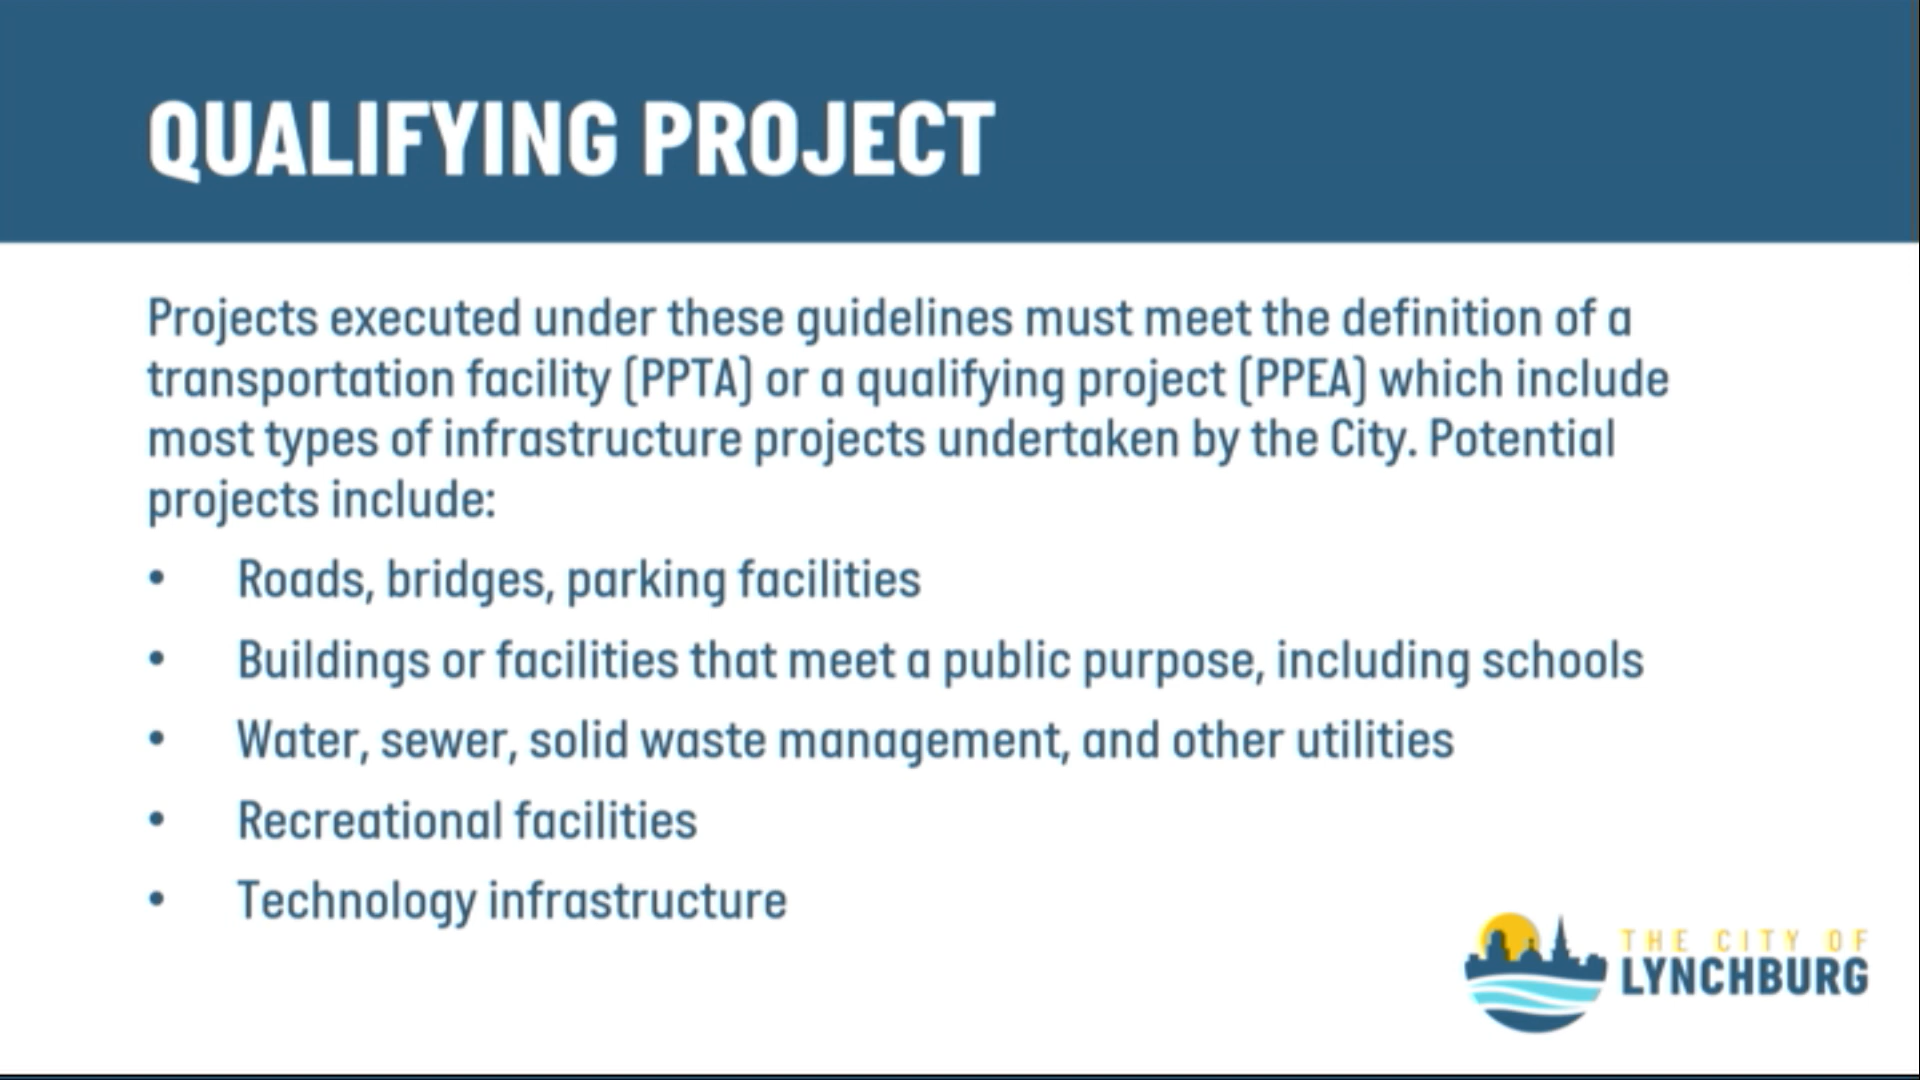 QUALIFYING PROJECT
Projects executed under these guidelines must meet the definition of a
transportation facility (PPTA) or a qualifying project (PPEA) which include
most types of infrastructure projects undertaken by the City. Potential
projects include:
• Roads, bridges, parking facilities
• Buildings or facilities that meet a public purpose, including schools
• Water, sewer, solid waste management, and other utilities
• Recreational facilities
• Technology infrastructure
THE CITY OF
LYNCHBURG